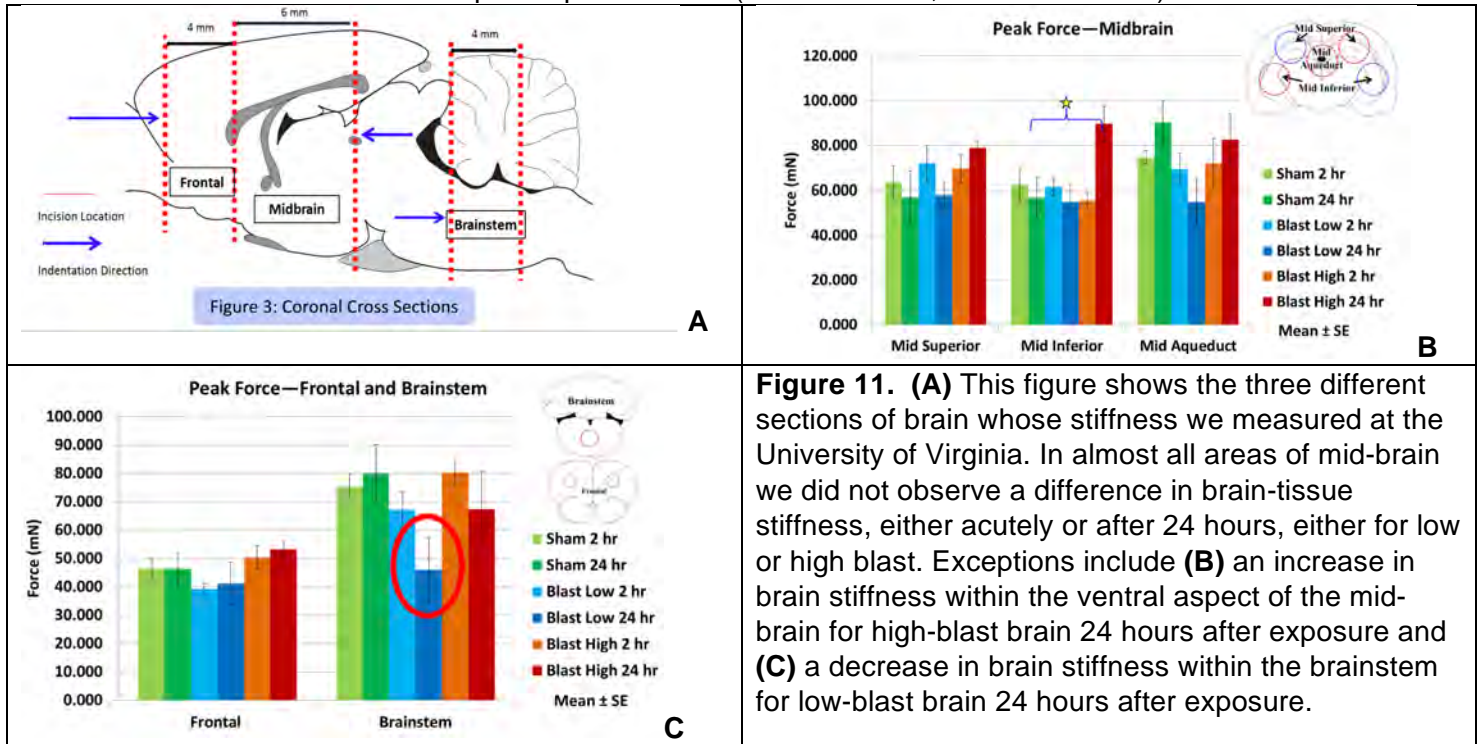 6 mm
4 mm
4 mm
Frontal
Midbrain
Brainstem
Incision Location
Indentation Direction
Figure 3: Coronal Cross Sections
A
Peak Force—Midbrain
Mid Superior
Mid
Aqueduct
Mid Inferior
120.000
100.000
80.000
60.000
40.000
20.000
0.000
Force (mN)
Mid Superior
Mid Inferior
Mid Aqueduct
Sham 2 hr
Sham 24 hr
Blast Low 2 hr
Blast Low 24 hr
Blast High 2 hr
Blast High 24 hr
Mean ± SE
B
Peak Force—Frontal and Brainstem
Brainstem
Frontal
100.000
90.000
80.000
70.000
60.000
50.000
40.000
30.000
20.000
10.000
0.000
Force (mN)
Frontal
Brainstem
Sham 2 hr
Sham 24 hr
Blast Low 2 hr
Blast Low 24 hr
Blast High 2 hr
Blast High 24 hr
Mean ± SE
C
Figure 11. (A) This figure shows the three different
sections of brain whose stiffness we measured at the
University of Virginia. In almost all areas of mid-brain
we did not observe a difference in brain-tissue
stiffness, either acutely or after 24 hours, either for low
or high blast. Exceptions include (B) an increase in
brain stiffness within the ventral aspect of the mid-
brain for high-blast brain 24 hours after exposure and
(C) a decrease in brain stiffness within the brainstem
for low-blast brain 24 hours after exposure.